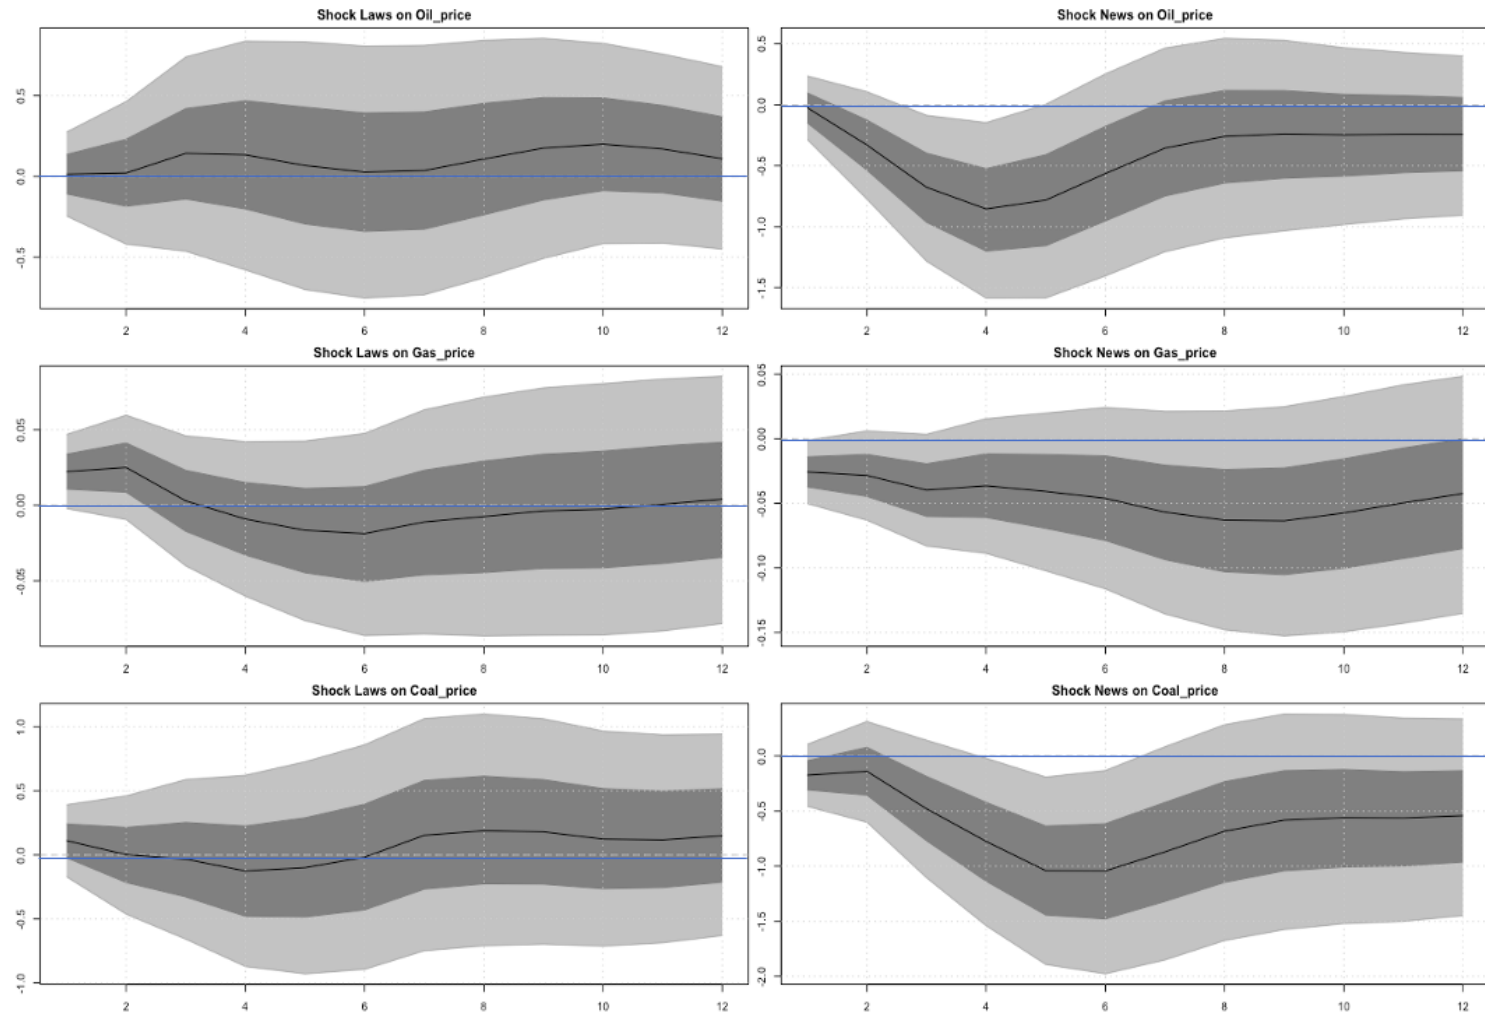 Shock Laws on Oil_price
0.5
0.0
-0.5
2 4 6 8 10 12
Shock News on Oil_price
0.5
0.0
-0.5
-1.0
-1.5
2 4 6 8 10 12
Shock Laws on Gas_price
0.05
0.00
-0.05
2 4 6 8 10 12
Shock News on Gas_price
0.05
0.00
-0.05
-0.10
-0.15
2 4 6 8 10 12
Shock Laws on Coal_price
1.0
0.5
0.0
-0.5
-1.0
2 4 6 8 10 12
Shock News on Coal_price
0.0
-0.5
-1.0
-1.5
-2.0
2 4 6 8 10 12